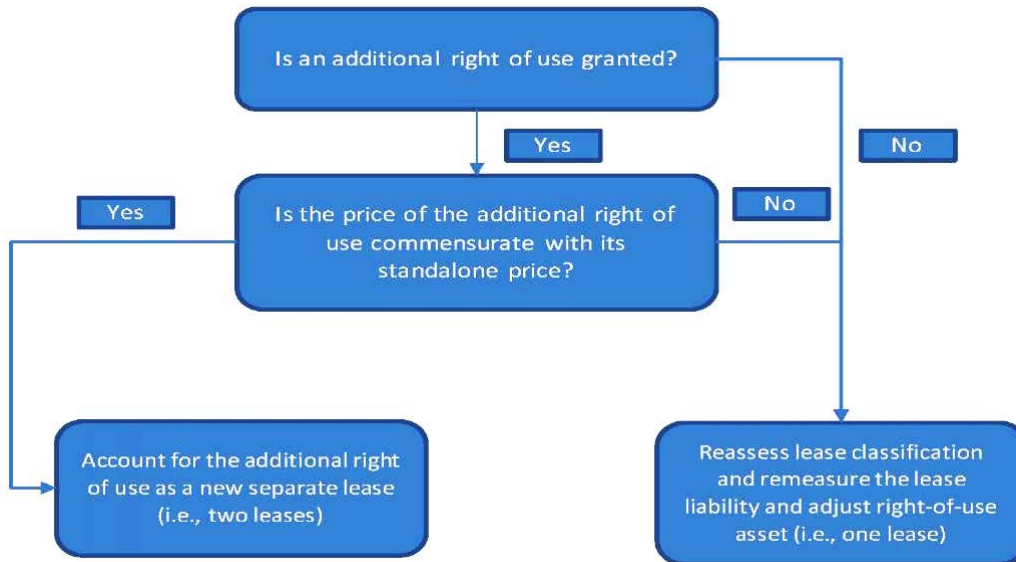 Is an additional right of use granted?
Yes
No
Is the price of the additional right of
use commensurate with its
standalone price?
Yes
No
Account for the additional right
of use as a new separate lease
(i.e., two leases)
Reassess lease classification
and remeasure the lease
liability and adjust right-of-use
asset (i.e., one lease)